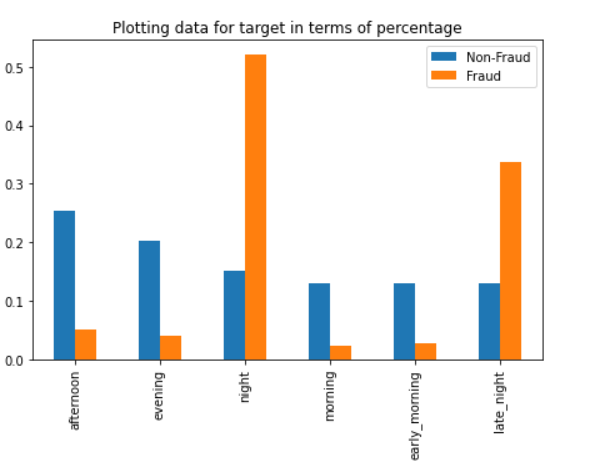 Plotting data for target in terms of percentage
Non-Fraud
Fraud
0.5
0.4
0.3
0.2
0.1
0.0
afternoon
evening
night
morning
early_morning
late_night